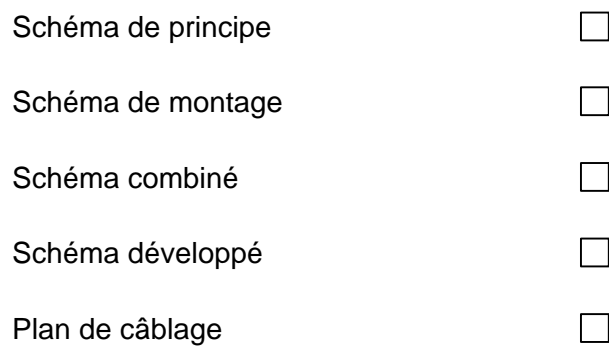 Schéma de principe
Schéma de montage
Schéma combiné
Schéma développé
Plan de câblage